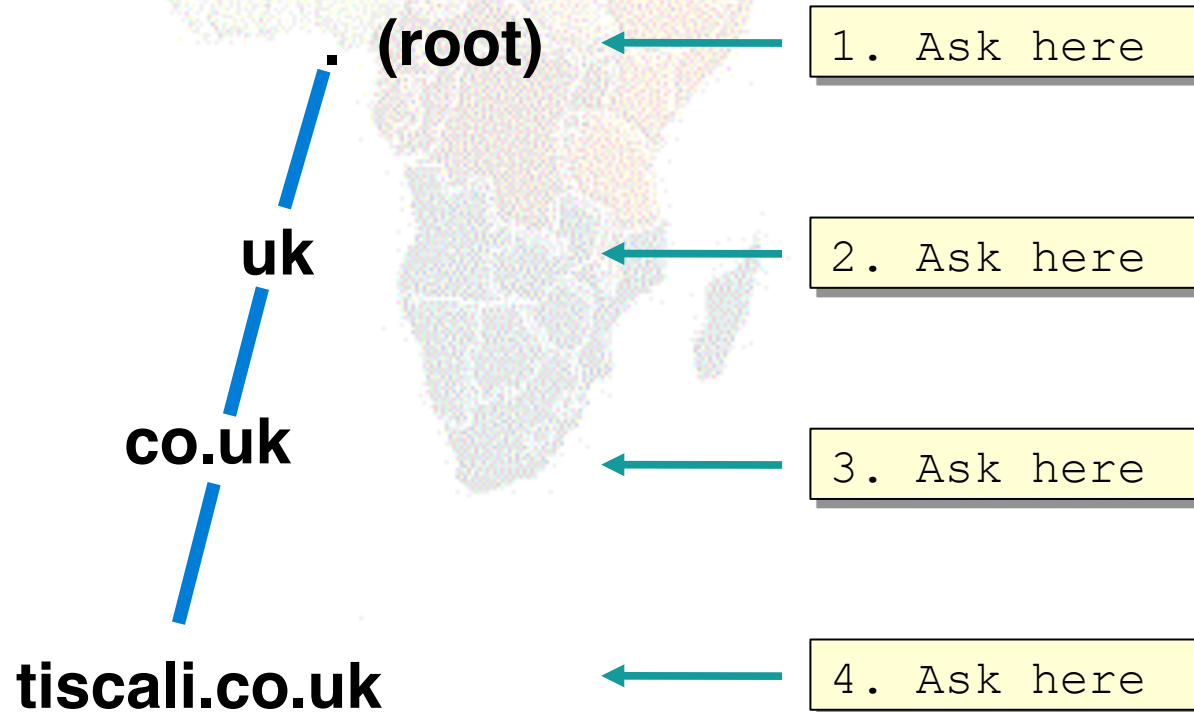 . (root)
1. Ask here
uk
2. Ask here
co.uk
3. Ask here
tiscali.co.uk
4. Ask here